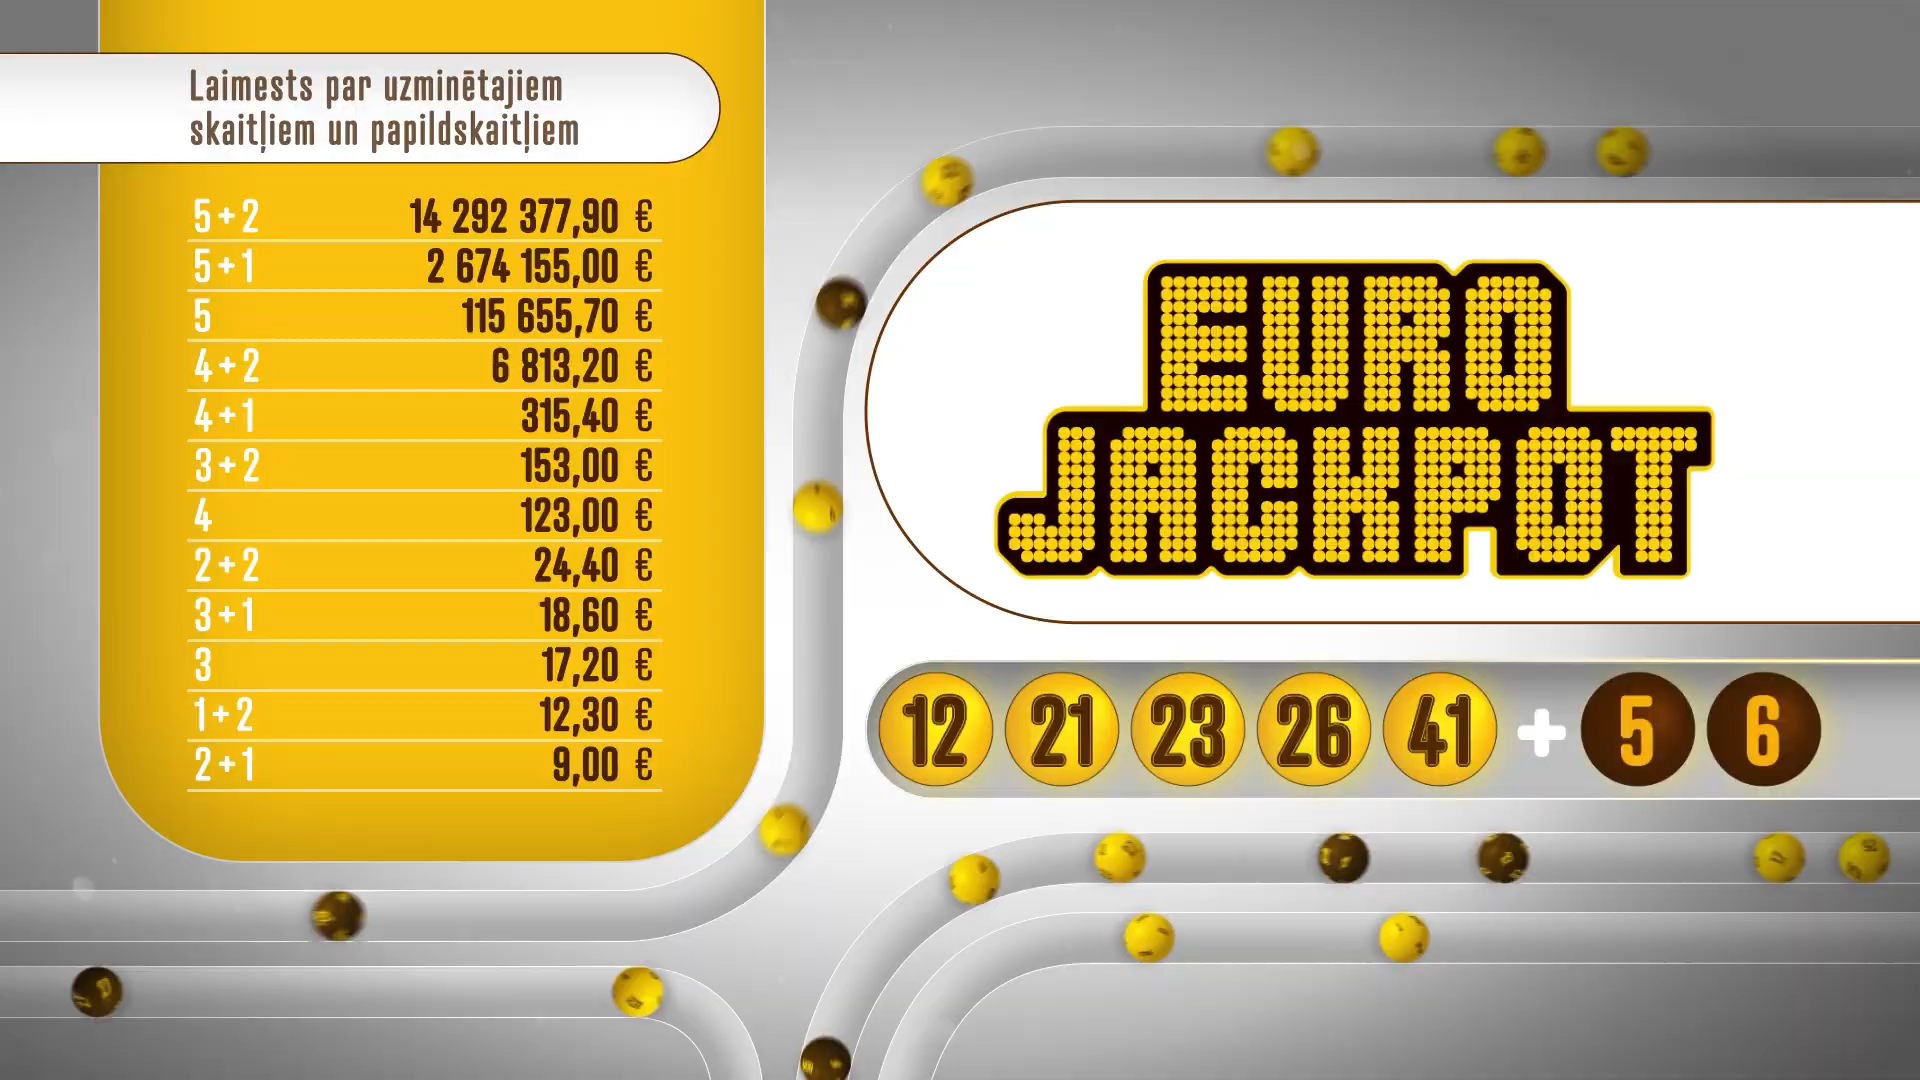 Laimests par uzminētajiem
skaitļiem un papildskaitļiem
5+2 14 292 377,90 €
5+1 2 674 155,00 €
5 115 655,70 €
4+2 6 813,20 €
4+1 315,40 €
3+2 153,00 €
4 123,00 €
2+2 24,40 €
3+1 18,60 €
3 17,20 €
1+2 12,30 €
2+1 9,00 €
EURO
JACKPOT
12 21 23 26 41 + 5 6